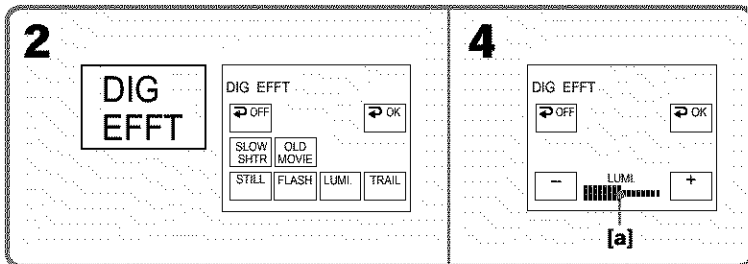 2
DIG
EFFT
DIG EFFT
⮌ OFF
⮌ OK
SLOW
SHTR
OLD
MOVIE
STILL
FLASH
LUMI.
TRAIL
4
DIG EFFT
⮌ OFF
⮌ OK
LUMI.
–
+
[a]